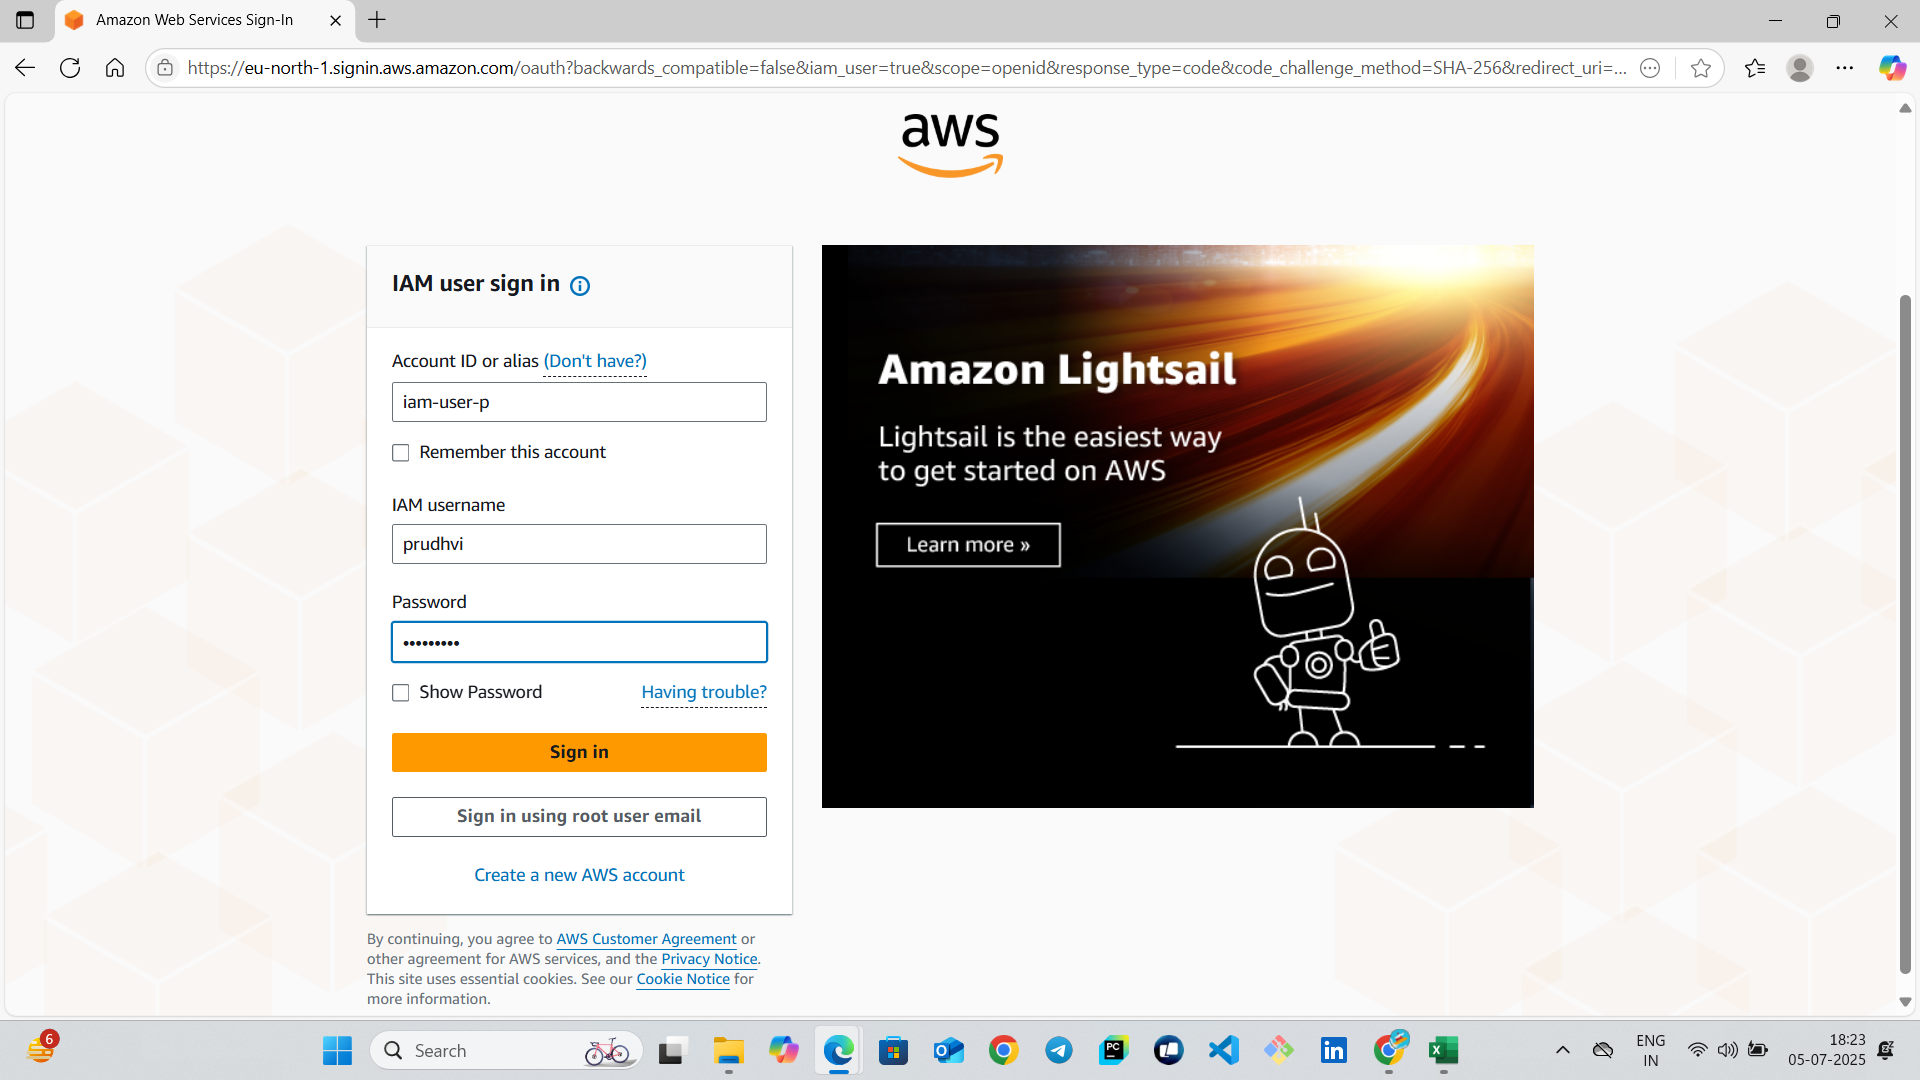 Amazon Web Services Sign-In
https://eu-north-1.signin.aws.amazon.com/oauth?backwards_compatible=false&iam_user=true&scope=openid&response_type=code&code_challenge_method=SHA-256&redirect_uri=...
aws
IAM user sign in
Account ID or alias (Don't have?)
iam-user-p
Remember this account
IAM username
prudhvi
Password
•••••••••
Show Password Having trouble?
Sign in
Sign in using root user email
Create a new AWS account
By continuing, you agree to AWS Customer Agreement or
other agreement for AWS services, and the Privacy Notice.
This site uses essential cookies. See our Cookie Notice for
more information.
Amazon Lightsail
Lightsail is the easiest way
to get started on AWS
Learn more »
6
Search
PC
ENG
IN
18:23
05-07-2025